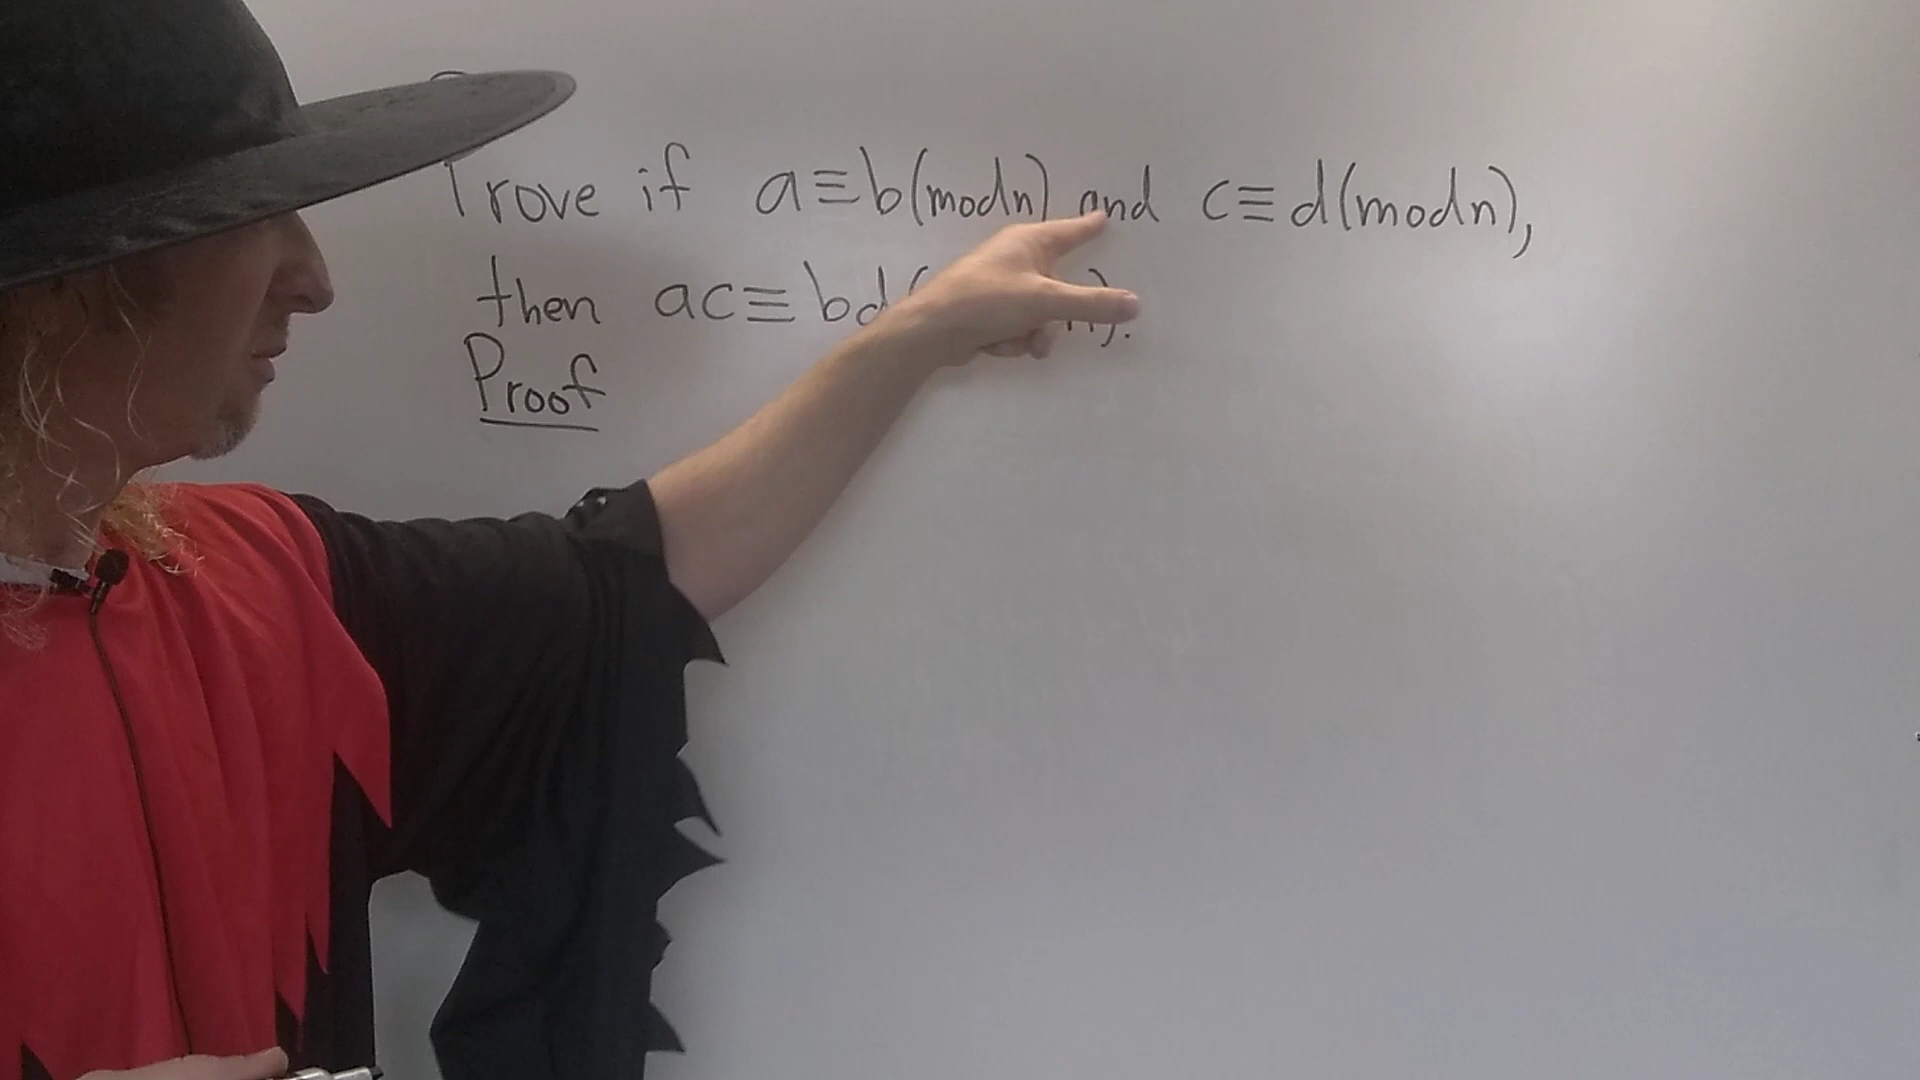 Prove if a≡b(modn) and c≡d(modn),
then ac≡bd( n).
Proof